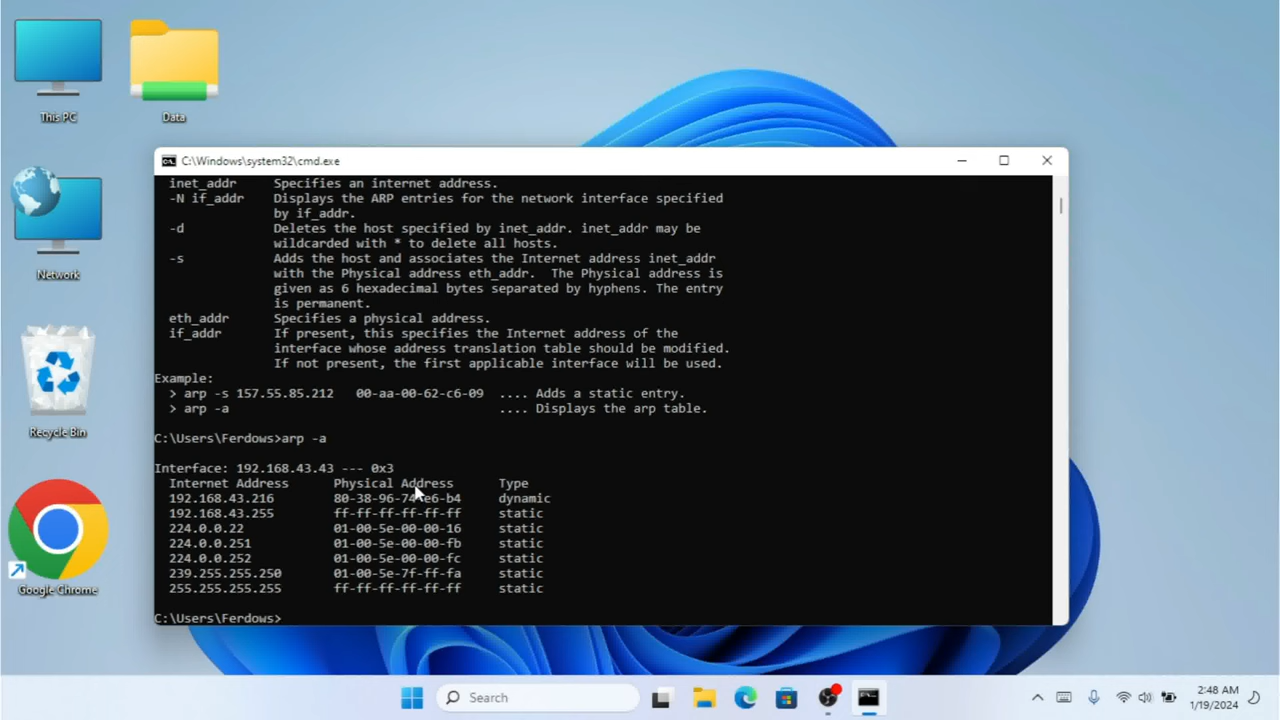 This PC
Data
Network
Recycle Bin
Google Chrome
C:\Windows\system32\cmd.exe
inet_addr     Specifies an internet address.
-N if_addr    Displays the ARP entries for the network interface specified
by if_addr.
-d            Deletes the host specified by inet_addr. inet_addr may be
wildcarded with * to delete all hosts.
-s            Adds the host and associates the Internet address inet_addr
with the Physical address eth_addr.  The Physical address is
given as 6 hexadecimal bytes separated by hyphens. The entry
is permanent.
eth_addr      Specifies a physical address.
if_addr       If present, this specifies the Internet address of the
interface whose address translation table should be modified.
If not present, the first applicable interface will be used.
Example:
> arp -s 157.55.85.212   00-aa-00-62-c6-09  .... Adds a static entry.
> arp -a                                    .... Displays the arp table.
C:\Users\Ferdows>arp -a
Interface: 192.168.43.43 --- 0x3
Internet Address      Physical Address      Type
192.168.43.216        80-38-96-74-e6-b4     dynamic
192.168.43.255        ff-ff-ff-ff-ff-ff     static
224.0.0.22            01-00-5e-00-00-16     static
224.0.0.251           01-00-5e-00-00-fb     static
224.0.0.252           01-00-5e-00-00-fc     static
239.255.255.250       01-00-5e-7f-ff-fa     static
255.255.255.255       ff-ff-ff-ff-ff-ff     static
C:\Users\Ferdows>
Search
2:48 AM
1/19/2024